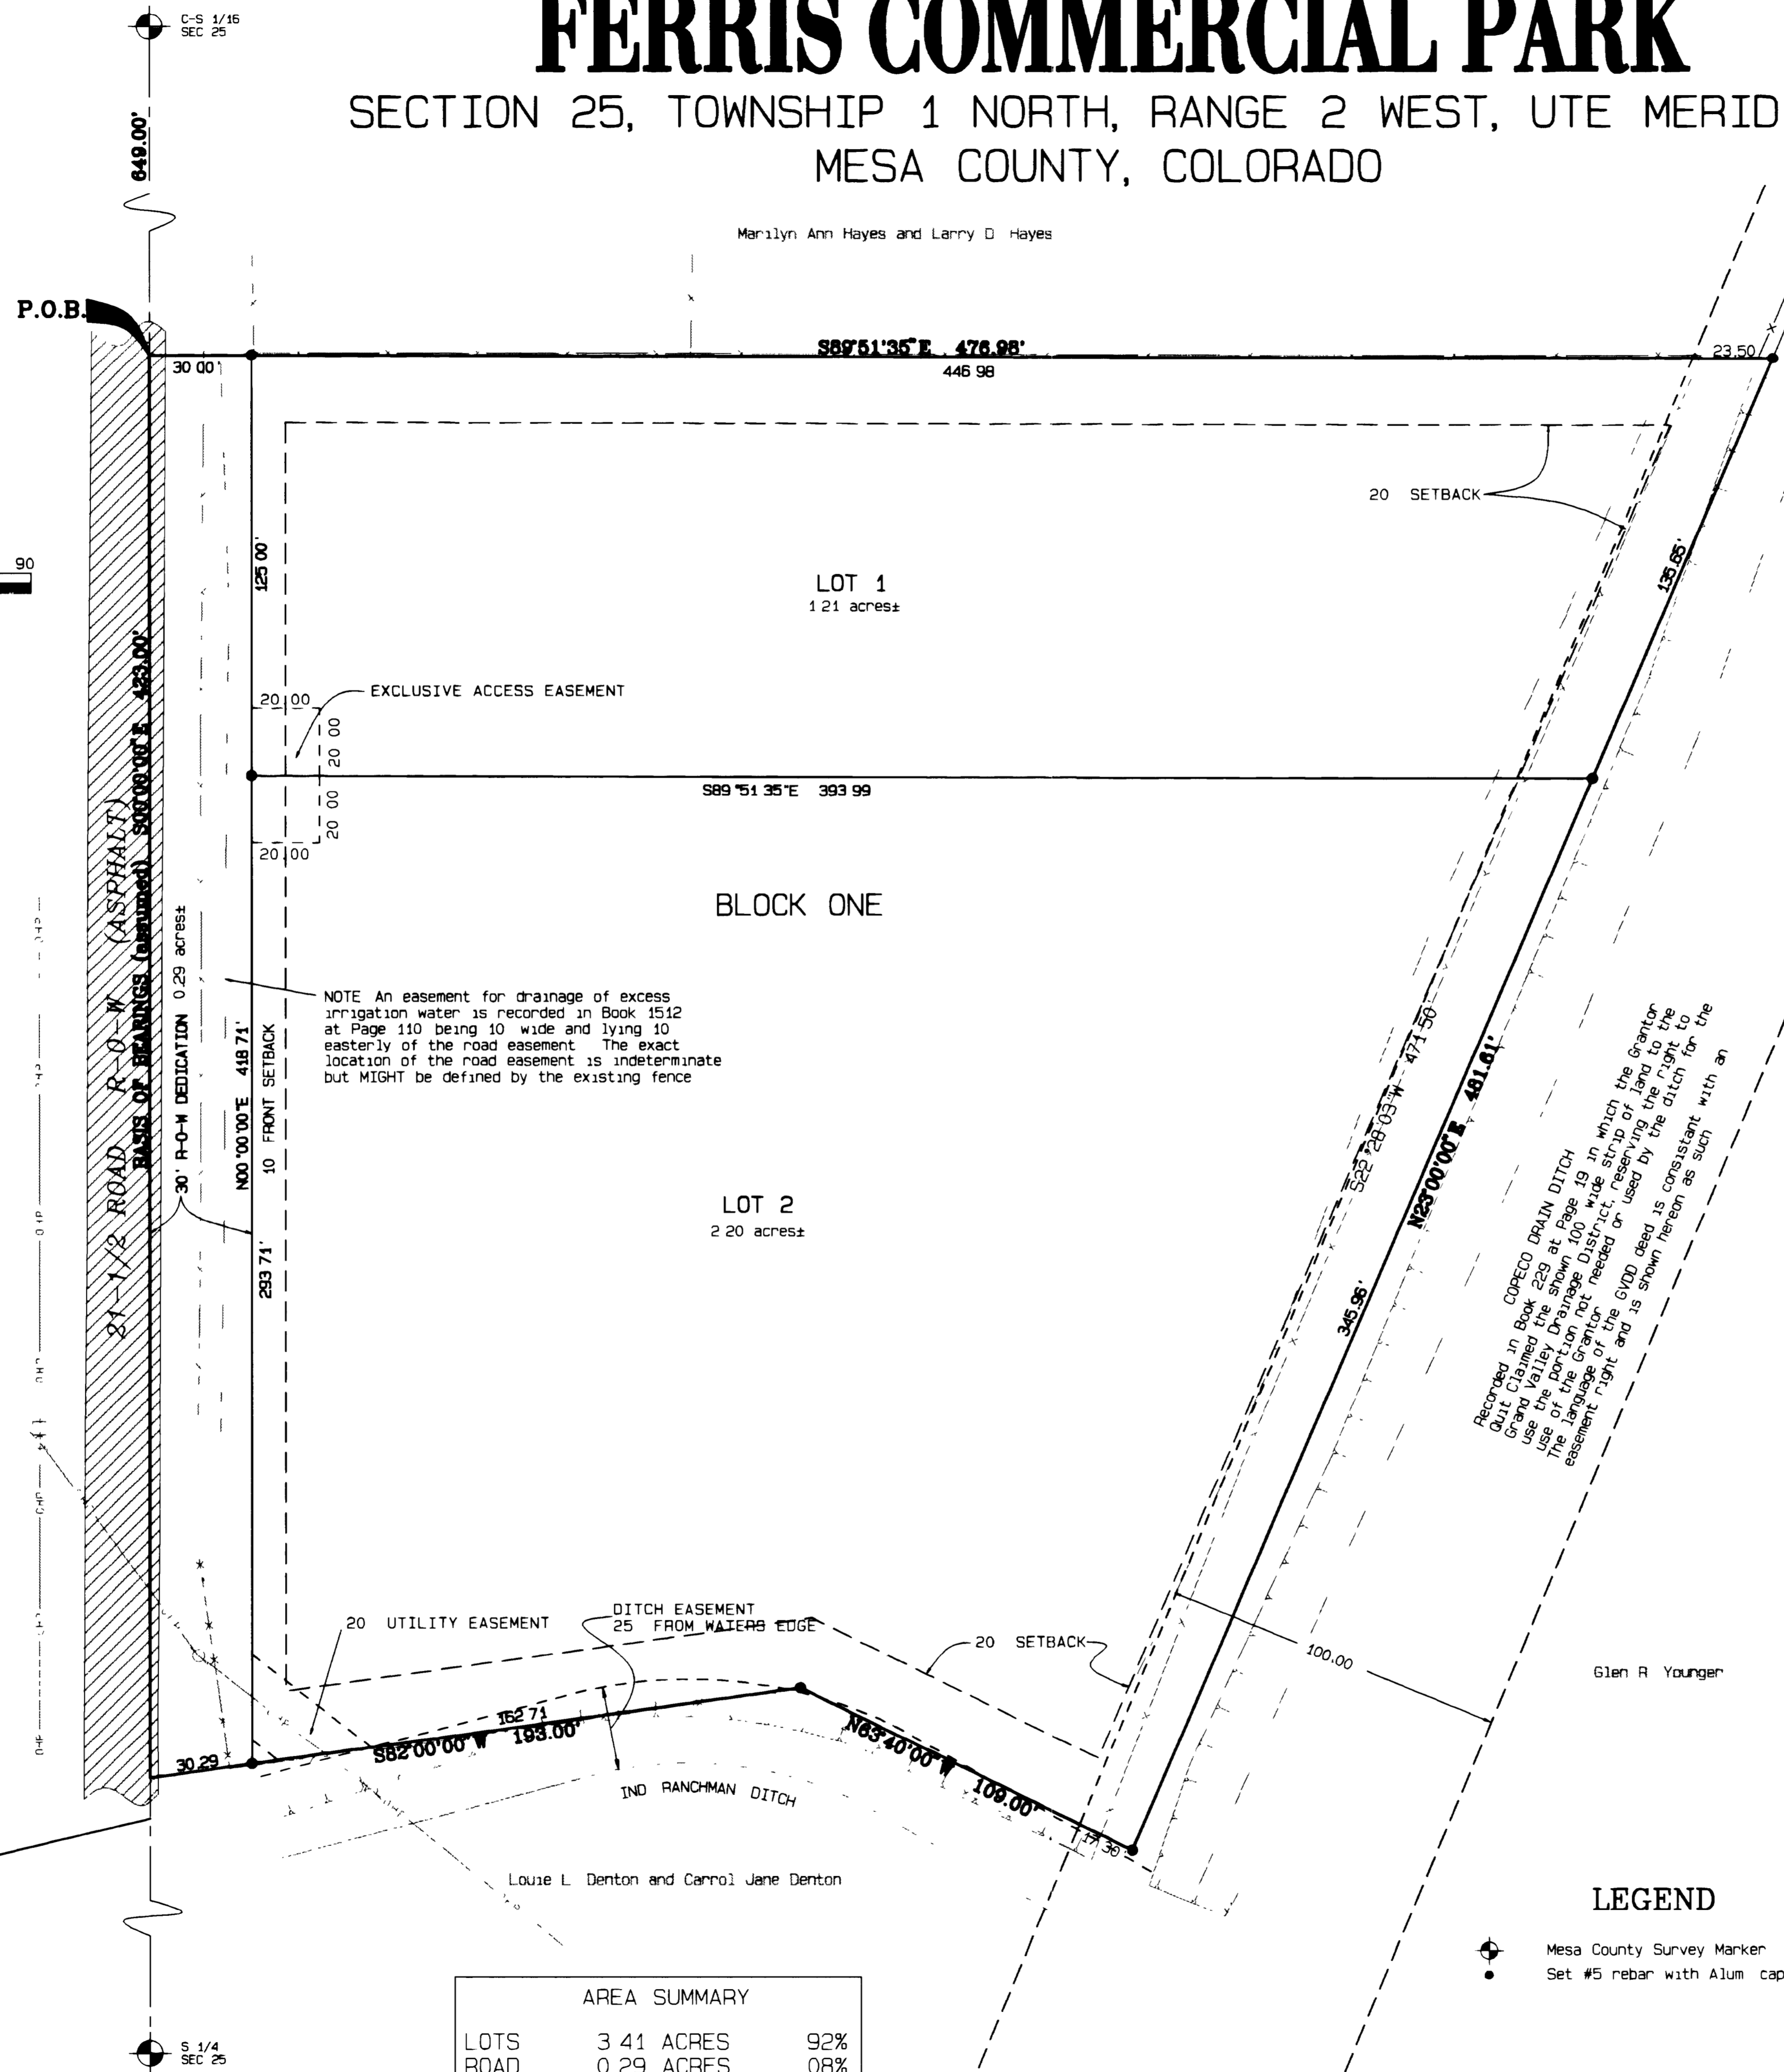 FERRIS COMMERCIAL PARK
SECTION 25, TOWNSHIP 1 NORTH, RANGE 2 WEST, UTE MERID
MESA COUNTY, COLORADO
C-S 1/16
SEC 25
649.00'
Marilyn Ann Hayes and Larry D Hayes
P.O.B.
S89°51'35"E 476.98'
30 00'
446 98
23.50
20 SETBACK
125 00'
135.65'
90
LOT 1
1 21 acres±
EXCLUSIVE ACCESS EASEMENT
20 00
20 00
20 00
20 00
S89°51 35"E 393 99
BLOCK ONE
21-1/2 ROAD R-O-W (ASPHALT)
BASIS OF BEARINGS (assumed) S00°00'00"E 423.00'
30' R-O-W DEDICATION 0.29 acres±
N00°00'00"E 418 71'
10 FRONT SETBACK
293 71'
NOTE An easement for drainage of excess
irrigation water is recorded in Book 1512
at Page 110 being 10 wide and lying 10
easterly of the road easement The exact
location of the road easement is indeterminate
but MIGHT be defined by the existing fence
S22°28 03"W 471 50
N23°00'00"E 481.61'
345.96'
LOT 2
2 20 acres±
COPECO DRAIN DITCH
Recorded in Book 229 at Page 19 in which the Grantor
Quit Claimed the shown 100 wide strip of land to the
Grand Valley Drainage District, reserving the right to
use the portion not needed or used by the ditch for the
use of the Grantor
The language of the GVDD deed is consistant with an
easement right and is shown hereon as such
20 UTILITY EASEMENT
DITCH EASEMENT
25 FROM WATERS EDGE
20 SETBACK
100.00
Glen R Younger
162 71
S82°00'00"W 193.00'
30.29
N63°40'00"W 109.00'
17 30
IND RANCHMAN DITCH
Louie L Denton and Carrol Jane Denton
LEGEND
Mesa County Survey Marker
Set #5 rebar with Alum cap
AREA SUMMARY
LOTS 3 41 ACRES 92%
ROAD 0 29 ACRES 08%
S 1/4
SEC 25